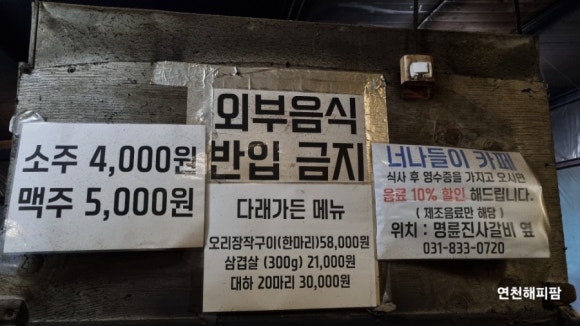 소주 4,000원
맥주 5,000원
외부음식
반입 금지
다래가든 메뉴
오리장작구이(한마리)58,000원
삼겹살 (300g) 21,000원
대하 20마리 30,000원
너나들이 카페
식사 후 영수증을 가지고 오시면
음료 10% 할인 해드립니다.
( 제조음료만 해당 )
위치 : 명륜진사갈비 옆
031-833-0720
연천해피팜